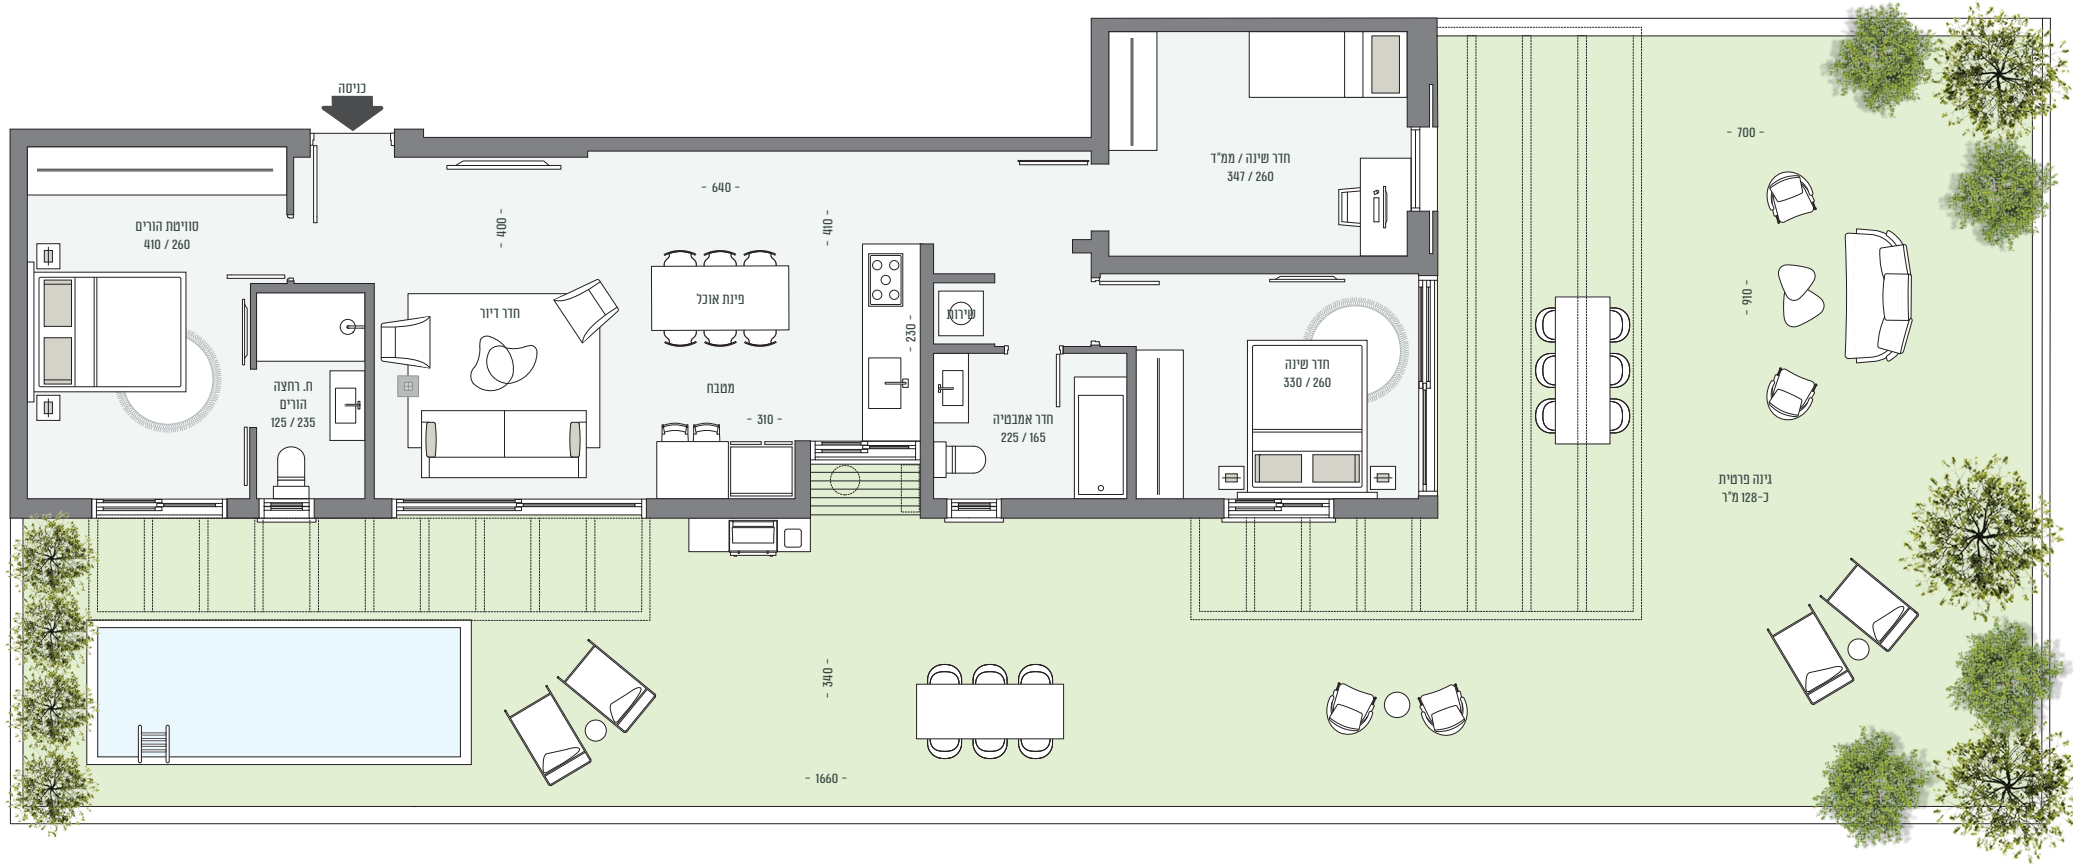 כניסה
- 700 -
חדר שינה / ממ"ד
347 / 260
- 640 -
סוויטת הורים
410 / 260
- 400 -
- 410 -
פינת אוכל
חדר דיור
שירות
- 230 -
- 910 -
חדר שינה
330 / 260
מטבח
ח. רחצה
הורים
125 / 235
- 310 -
חדר אמבטיה
225 / 165
גינה פרטית
כ-128 מ"ר
- 340 -
- 1660 -